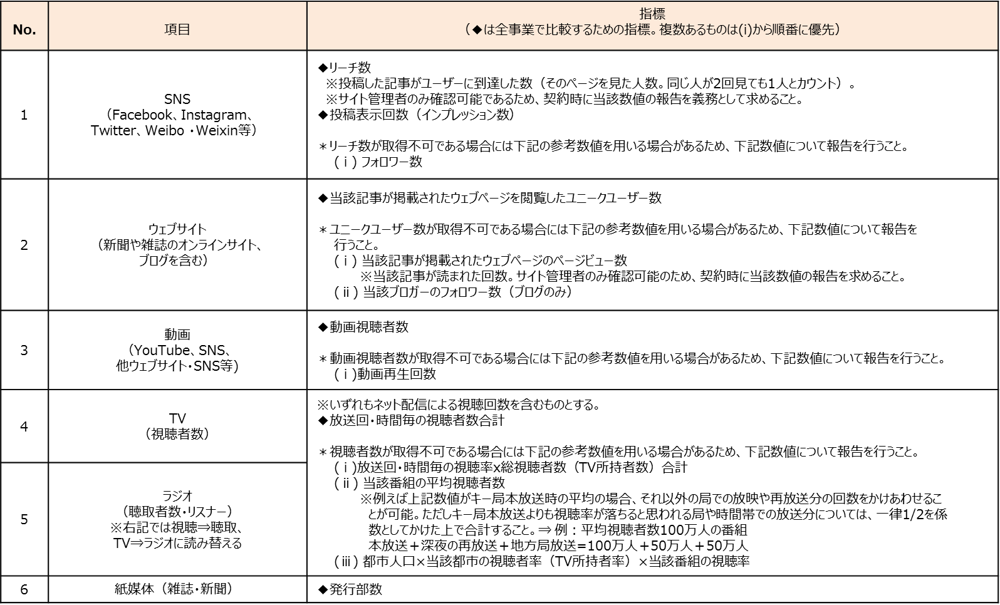 No.
項目
指標
（◆は全事業で比較するための指標。複数あるものは(i)から順番に優先）
1
SNS
（Facebook、Instagram、
Twitter、Weibo ・Weixin等）
◆リーチ数
※投稿した記事がユーザーに到達した数（そのページを見た人数。同じ人が2回見ても1人とカウント）。
※サイト管理者のみ確認可能であるため、契約時に当該数値の報告を義務として求めること。
◆投稿表示回数（インプレッション数）
＊リーチ数が取得不可である場合には下記の参考数値を用いる場合があるため、下記数値について報告を行うこと。
(ⅰ) フォロワー数
2
ウェブサイト
（新聞や雑誌のオンラインサイト、
ブログを含む）
◆当該記事が掲載されたウェブページを閲覧したユニークユーザー数
＊ユニークユーザー数が取得不可である場合には下記の参考数値を用いる場合があるため、下記数値について報告を
行うこと。
(ⅰ) 当該記事が掲載されたウェブページのページビュー数
※当該記事が読まれた回数。サイト管理者のみ確認可能のため、契約時に当該数値の報告を求めること。
(ⅱ) 当該ブロガーのフォロワー数（ブログのみ）
3
動画
（YouTube、SNS、
他ウェブサイト・SNS等)
◆動画視聴者数
＊動画視聴者数が取得不可である場合には下記の参考数値を用いる場合があるため、下記数値について報告を行うこと。
(ⅰ)動画再生回数
4
TV
（視聴者数）
※いずれもネット配信による視聴回数を含むものとする。
◆放送回・時間毎の視聴者数合計
＊視聴者数が取得不可である場合には下記の参考数値を用いる場合があるため、下記数値について報告を行うこと。
(ⅰ)放送回・時間毎の視聴率x総視聴者数（TV所持者数）合計
(ⅱ) 当該番組の平均視聴者数
※例えば上記数値がキー局本放送時の平均の場合、それ以外の局での放映や再放送分の回数をかけあわせるこ
とが可能。ただしキー局本放送よりも視聴率が落ちると思われる局や時間帯での放送分については、一律1/2を係
数としてかけた上で合計すること。⇒ 例：平均視聴者数100万人の番組
本放送＋深夜の再放送＋地方局放送=100万人＋50万人＋50万人
(ⅲ) 都市人口×当該都市の視聴者率（TV所持者率）×当該番組の視聴率
5
ラジオ
（聴取者数・リスナー）
※右記では視聴⇒聴取、
TV⇒ラジオに読み替える
6
紙媒体（雑誌・新聞）
◆発行部数